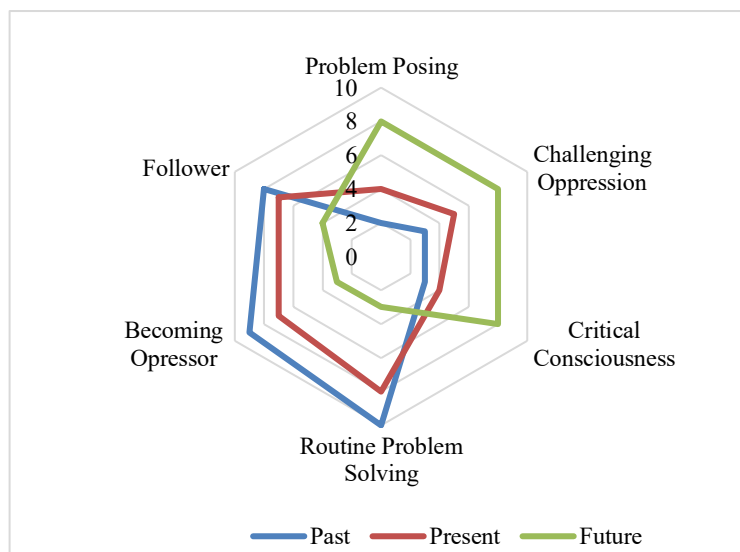 Problem Posing
10
8
6
4
2
0
Challenging
Oppression
Critical
Consciousness
Routine Problem
Solving
Becoming
Opressor
Follower
Past
Present
Future